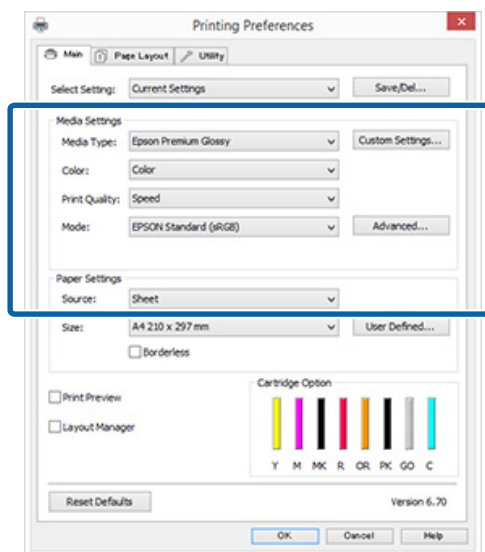 Printing Preferences
Main Page Layout Utility
Select Setting: Current Settings Save/Del...
Media Settings
Media Type: Epson Premium Glossy Custom Settings...
Color: Color
Print Quality: Speed
Mode: EPSON Standard (sRGB) Advanced...
Paper Settings
Source: Sheet
Size: A4 210 x 297 mm User Defined...
Borderless
Cartridge Option
Print Preview
Layout Manager
Y M MK R OR PK GO C
Reset Defaults Version 6.70
OK Cancel Help